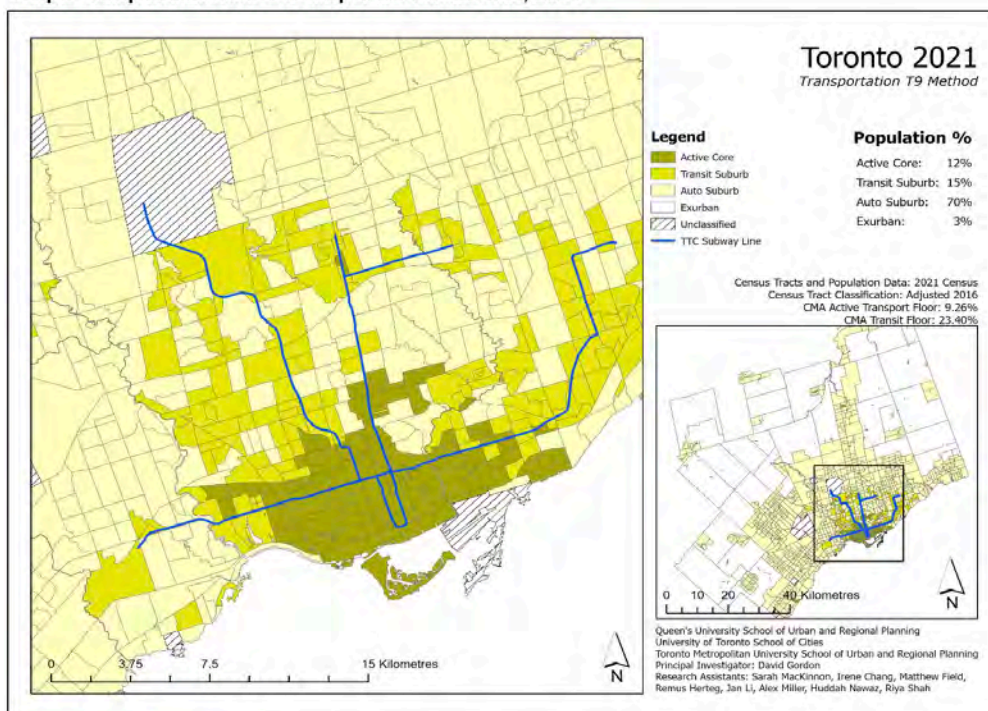 Toronto 2021
Transportation T9 Method
Legend
Active Core
Transit Suburb
Auto Suburb
Exurban
Unclassified
TTC Subway Line
Population %
Active Core: 12%
Transit Suburb: 15%
Auto Suburb: 70%
Exurban: 3%
Census Tracts and Population Data: 2021 Census
Census Tract Classification: Adjusted 2016
CMA Active Transport Floor: 9.26%
CMA Transit Floor: 23.40%
0 3.75 7.5 15 Kilometres
N
0 10 20 40 Kilometres
N
Queen's University School of Urban and Regional Planning
University of Toronto School of Cities
Toronto Metropolitan University School of Urban and Regional Planning
Principal Investigator: David Gordon
Research Assistants: Sarah MacKinnon, Irene Chang, Matthew Field,
Remus Herteg, Jan Li, Alex Miller, Huddah Nawaz, Riya Shah